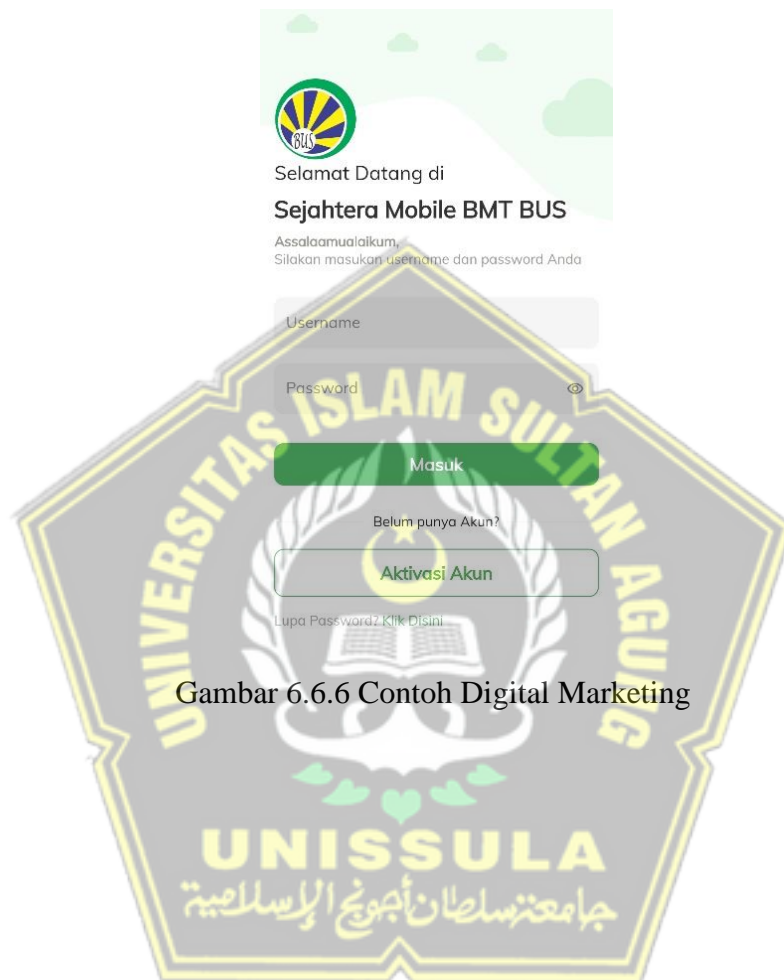 BUS
Selamat Datang di
Sejahtera Mobile BMT BUS
Assalaamualaikum,
Silakan masukan username dan password Anda
Username
Password
Masuk
Belum punya Akun?
Aktivasi Akun
Lupa Password? Klik Disini
Gambar 6.6.6 Contoh Digital Marketing
UNIVERSITAS ISLAM SULTAN AGUNG
UNISSULA
جامعة سلطان أجونج الإسلامية